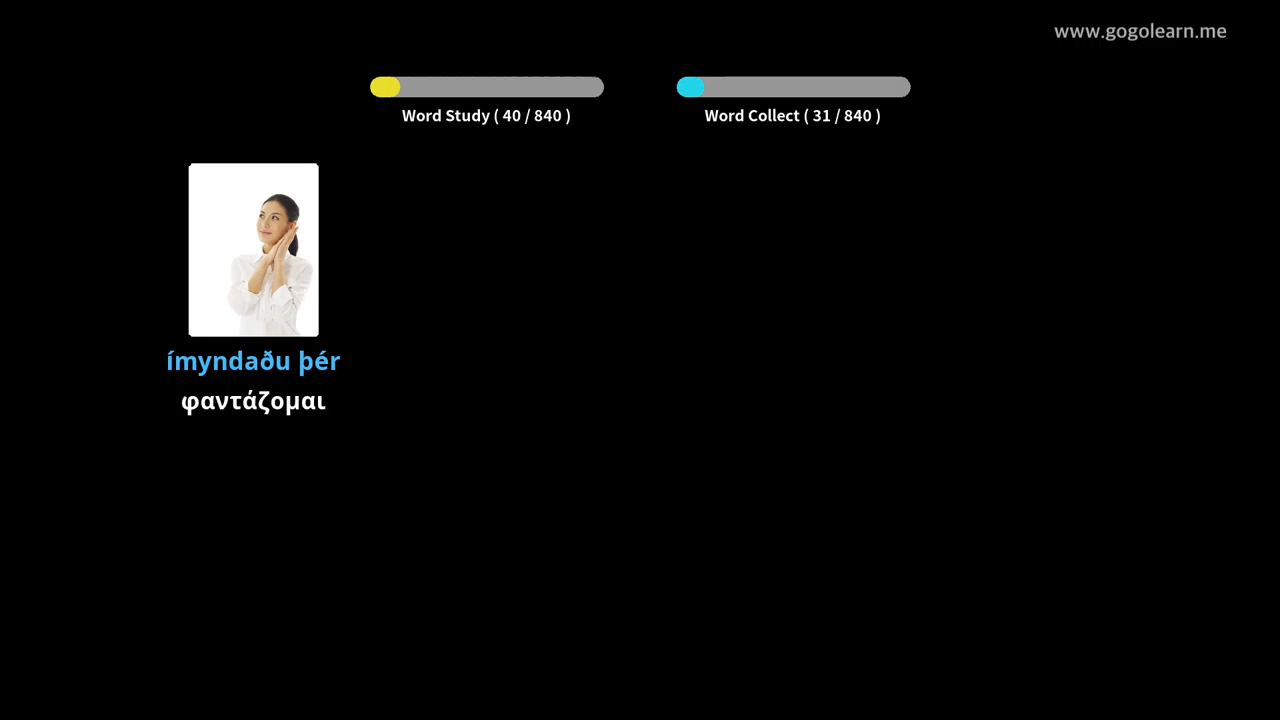 www.gogolearn.me
Word Study ( 40 / 840 )
Word Collect ( 31 / 840 )
ímyndaðu þér
φαντάζομαι